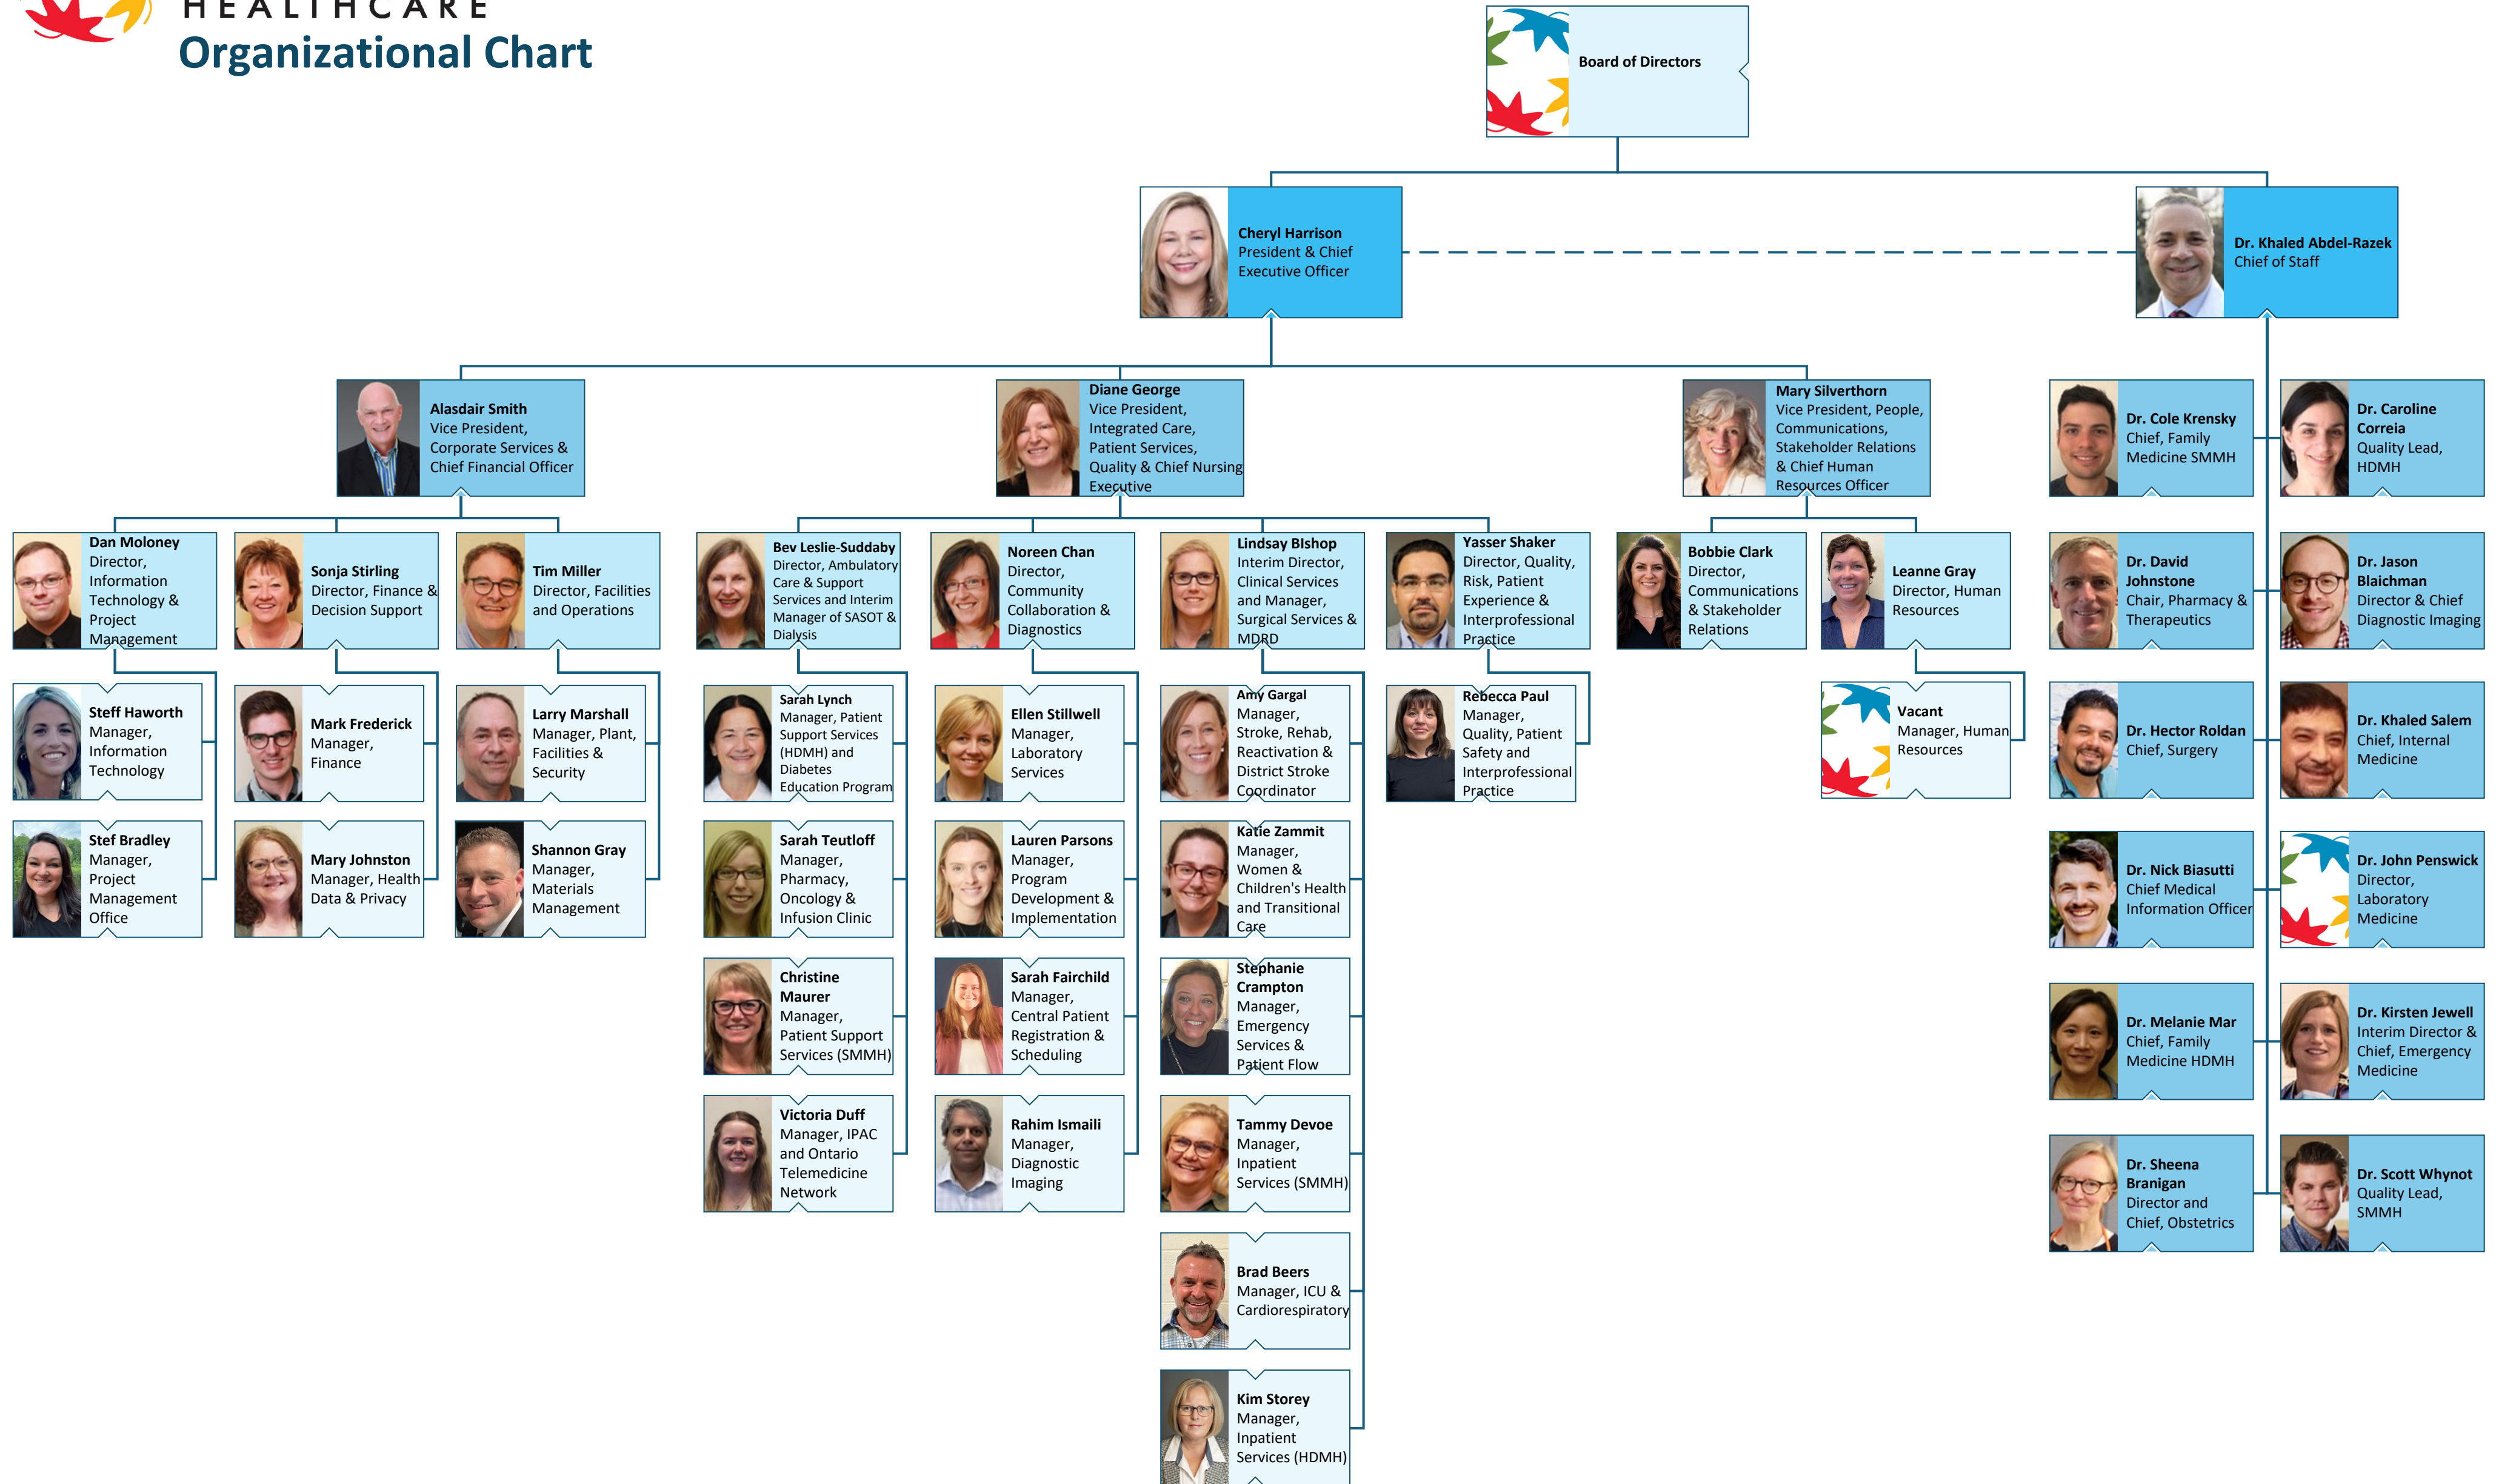 HEALTHCARE
Organizational Chart
Board of Directors
Cheryl Harrison
President & Chief
Executive Officer
Dr. Khaled Abdel-Razek
Chief of Staff
Alasdair Smith
Vice President,
Corporate Services &
Chief Financial Officer
Diane George
Vice President,
Integrated Care,
Patient Services,
Quality & Chief Nursing
Executive
Mary Silverthorn
Vice President, People,
Communications,
Stakeholder Relations
& Chief Human
Resources Officer
Dr. Cole Krensky
Chief, Family
Medicine SMMH
Dr. Caroline
Correia
Quality Lead,
HDMH
Dan Moloney
Director,
Information
Technology &
Project
Management
Sonja Stirling
Director, Finance &
Decision Support
Tim Miller
Director, Facilities
and Operations
Bev Leslie-Suddaby
Director, Ambulatory
Care & Support
Services and Interim
Manager of SASOT &
Dialysis
Noreen Chan
Director,
Community
Collaboration &
Diagnostics
Lindsay BIshop
Interim Director,
Clinical Services
and Manager,
Surgical Services &
MDRD
Yasser Shaker
Director, Quality,
Risk, Patient
Experience &
Interprofessional
Practice
Bobbie Clark
Director,
Communications
& Stakeholder
Relations
Leanne Gray
Director, Human
Resources
Dr. David
Johnstone
Chair, Pharmacy &
Therapeutics
Dr. Jason
Blaichman
Director & Chief
Diagnostic Imaging
Steff Haworth
Manager,
Information
Technology
Mark Frederick
Manager,
Finance
Larry Marshall
Manager, Plant,
Facilities &
Security
Sarah Lynch
Manager, Patient
Support Services
(HDMH) and
Diabetes
Education Program
Ellen Stillwell
Manager,
Laboratory
Services
Amy Gargal
Manager,
Stroke, Rehab,
Reactivation &
District Stroke
Coordinator
Rebecca Paul
Manager,
Quality, Patient
Safety and
Interprofessional
Practice
Vacant
Manager, Human
Resources
Dr. Hector Roldan
Chief, Surgery
Dr. Khaled Salem
Chief, Internal
Medicine
Stef Bradley
Manager,
Project
Management
Office
Mary Johnston
Manager, Health
Data & Privacy
Shannon Gray
Manager,
Materials
Management
Sarah Teutloff
Manager,
Pharmacy,
Oncology &
Infusion Clinic
Lauren Parsons
Manager,
Program
Development &
Implementation
Katie Zammit
Manager,
Women &
Children's Health
and Transitional
Care
Dr. Nick Biasutti
Chief Medical
Information Officer
Dr. John Penswick
Director,
Laboratory
Medicine
Christine
Maurer
Manager,
Patient Support
Services (SMMH)
Sarah Fairchild
Manager,
Central Patient
Registration &
Scheduling
Stephanie
Crampton
Manager,
Emergency
Services &
Patient Flow
Dr. Melanie Mar
Chief, Family
Medicine HDMH
Dr. Kirsten Jewell
Interim Director &
Chief, Emergency
Medicine
Victoria Duff
Manager, IPAC
and Ontario
Telemedicine
Network
Rahim Ismaili
Manager,
Diagnostic
Imaging
Tammy Devoe
Manager,
Inpatient
Services (SMMH)
Dr. Sheena
Branigan
Director and
Chief, Obstetrics
Dr. Scott Whynot
Quality Lead,
SMMH
Brad Beers
Manager, ICU &
Cardiorespiratory
Kim Storey
Manager,
Inpatient
Services (HDMH)